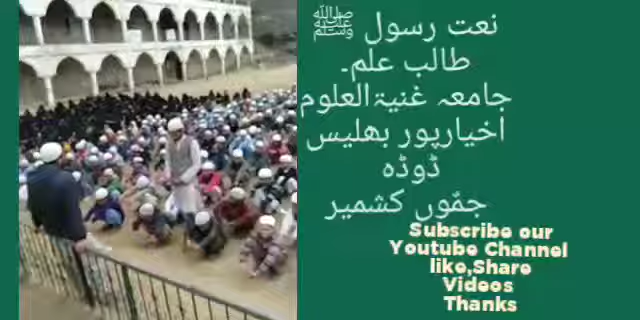 نعت رسول ﷺ
طالب علم۔
جامعہ غنیۃ العلوم
اخیارپور بھلیس
ڈوڈہ
جمّوں کشمیر
Subscribe our
Youtube Channel
like,Share
Videos
Thanks